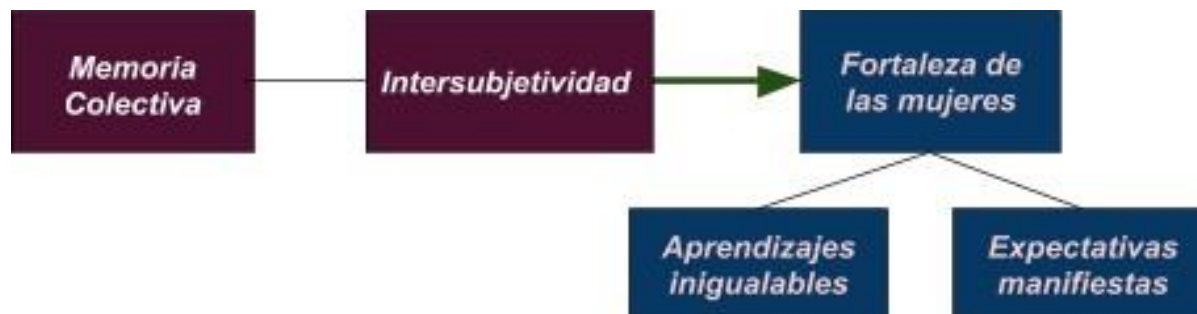 Memoria
Colectiva
Intersubjetividad
Fortaleza de
las mujeres
Aprendizajes
inigualables
Expectativas
manifiestas